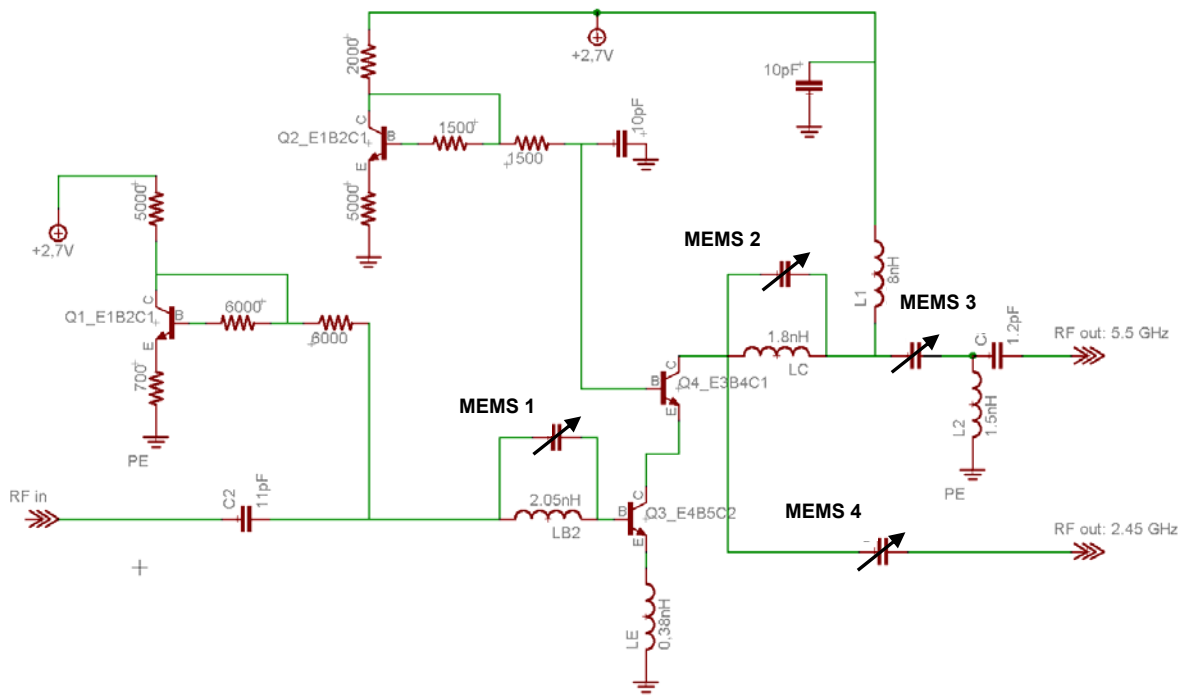 +2,7V
10pF
2000
Q2_E1B2C1
C
B
E
1500
1500
10pF
5000
5000
+2,7V
MEMS 2
8nH
L1
MEMS 3
Q1_E1B2C1
C
B
E
6000
6000
1.8nH
LC
C
1.2pF
RF out: 5.5 GHz
700
C
B
E
Q4_E3B4C1
L2
1.5nH
MEMS 1
PE
PE
RF in
C2
11pF
2.05nH
LB2
C
B
E
Q3_E4B5C2
MEMS 4
RF out: 2.45 GHz
LE
0,38nH